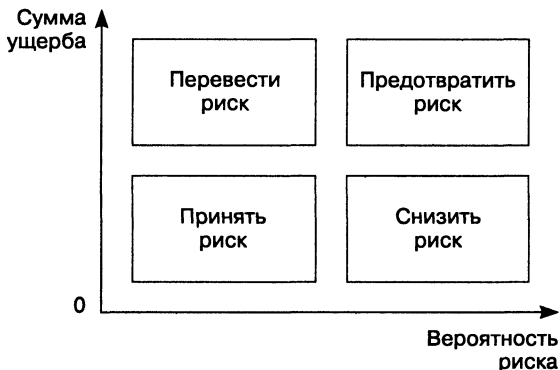 Сумма
ущерба
Перевести
риск
Предотвратить
риск
Принять
риск
Снизить
риск
0
Вероятность
риска